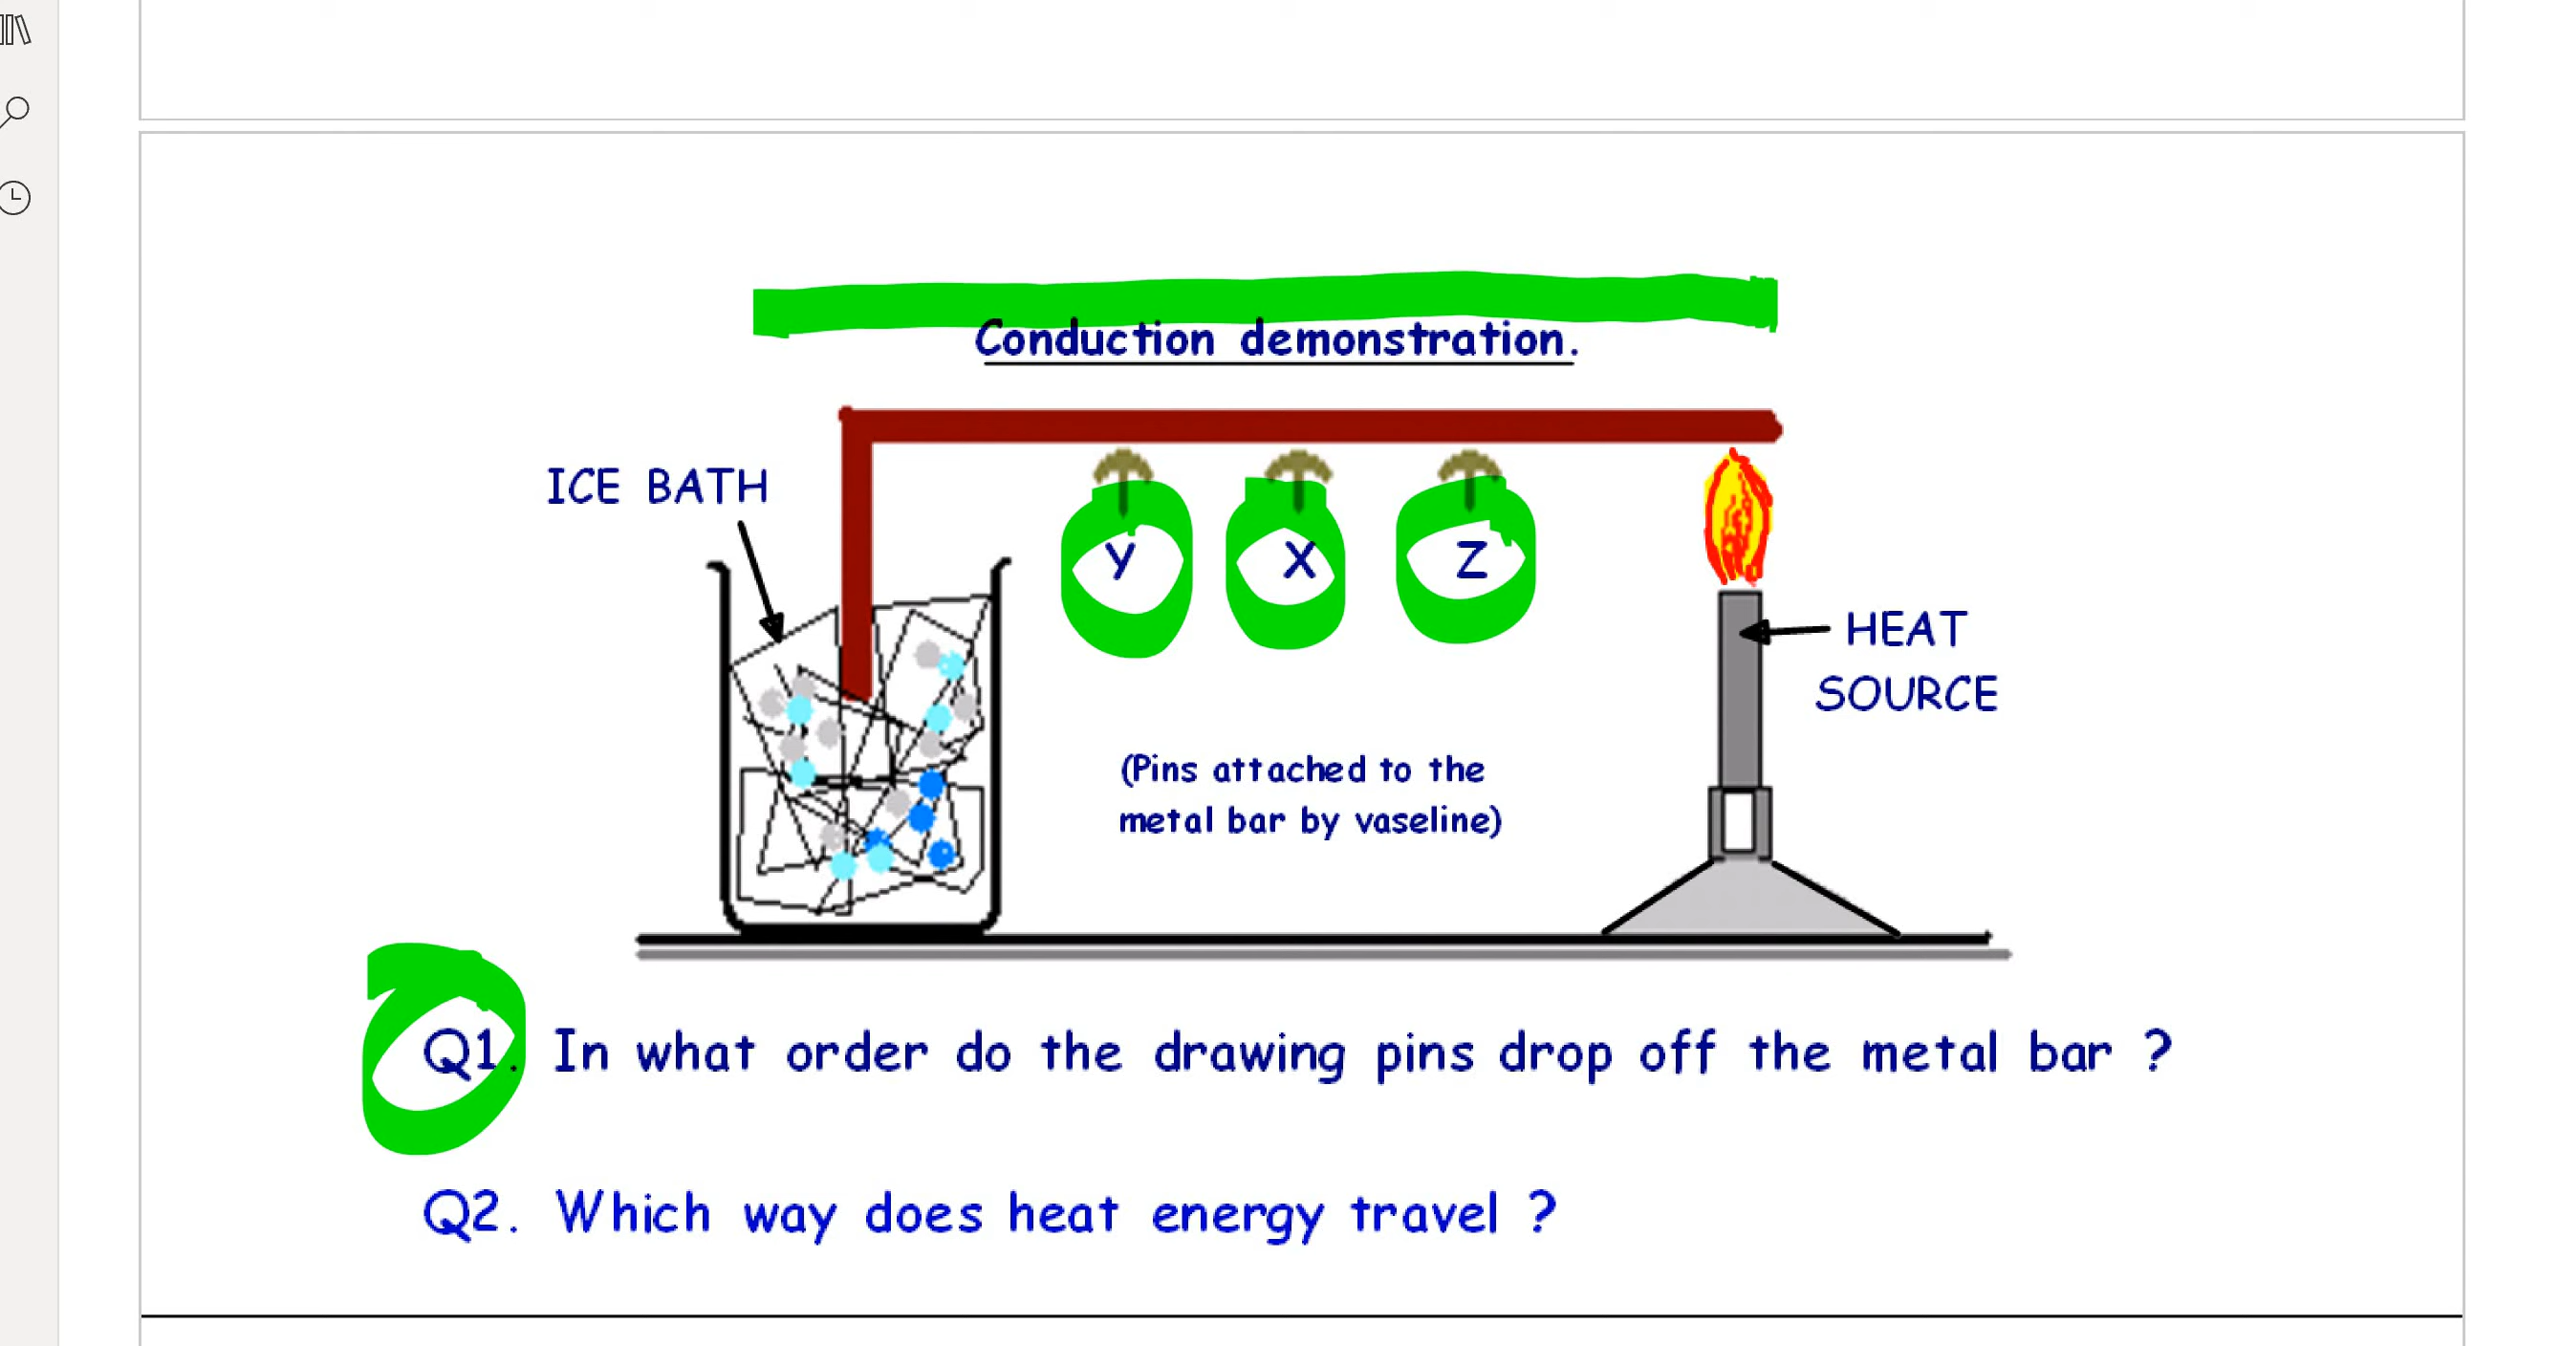 Conduction demonstration.
ICE BATH
Y X Z
HEAT
SOURCE
(Pins attached to the
metal bar by vaseline)
Q1. In what order do the drawing pins drop off the metal bar ?
Q2. Which way does heat energy travel ?